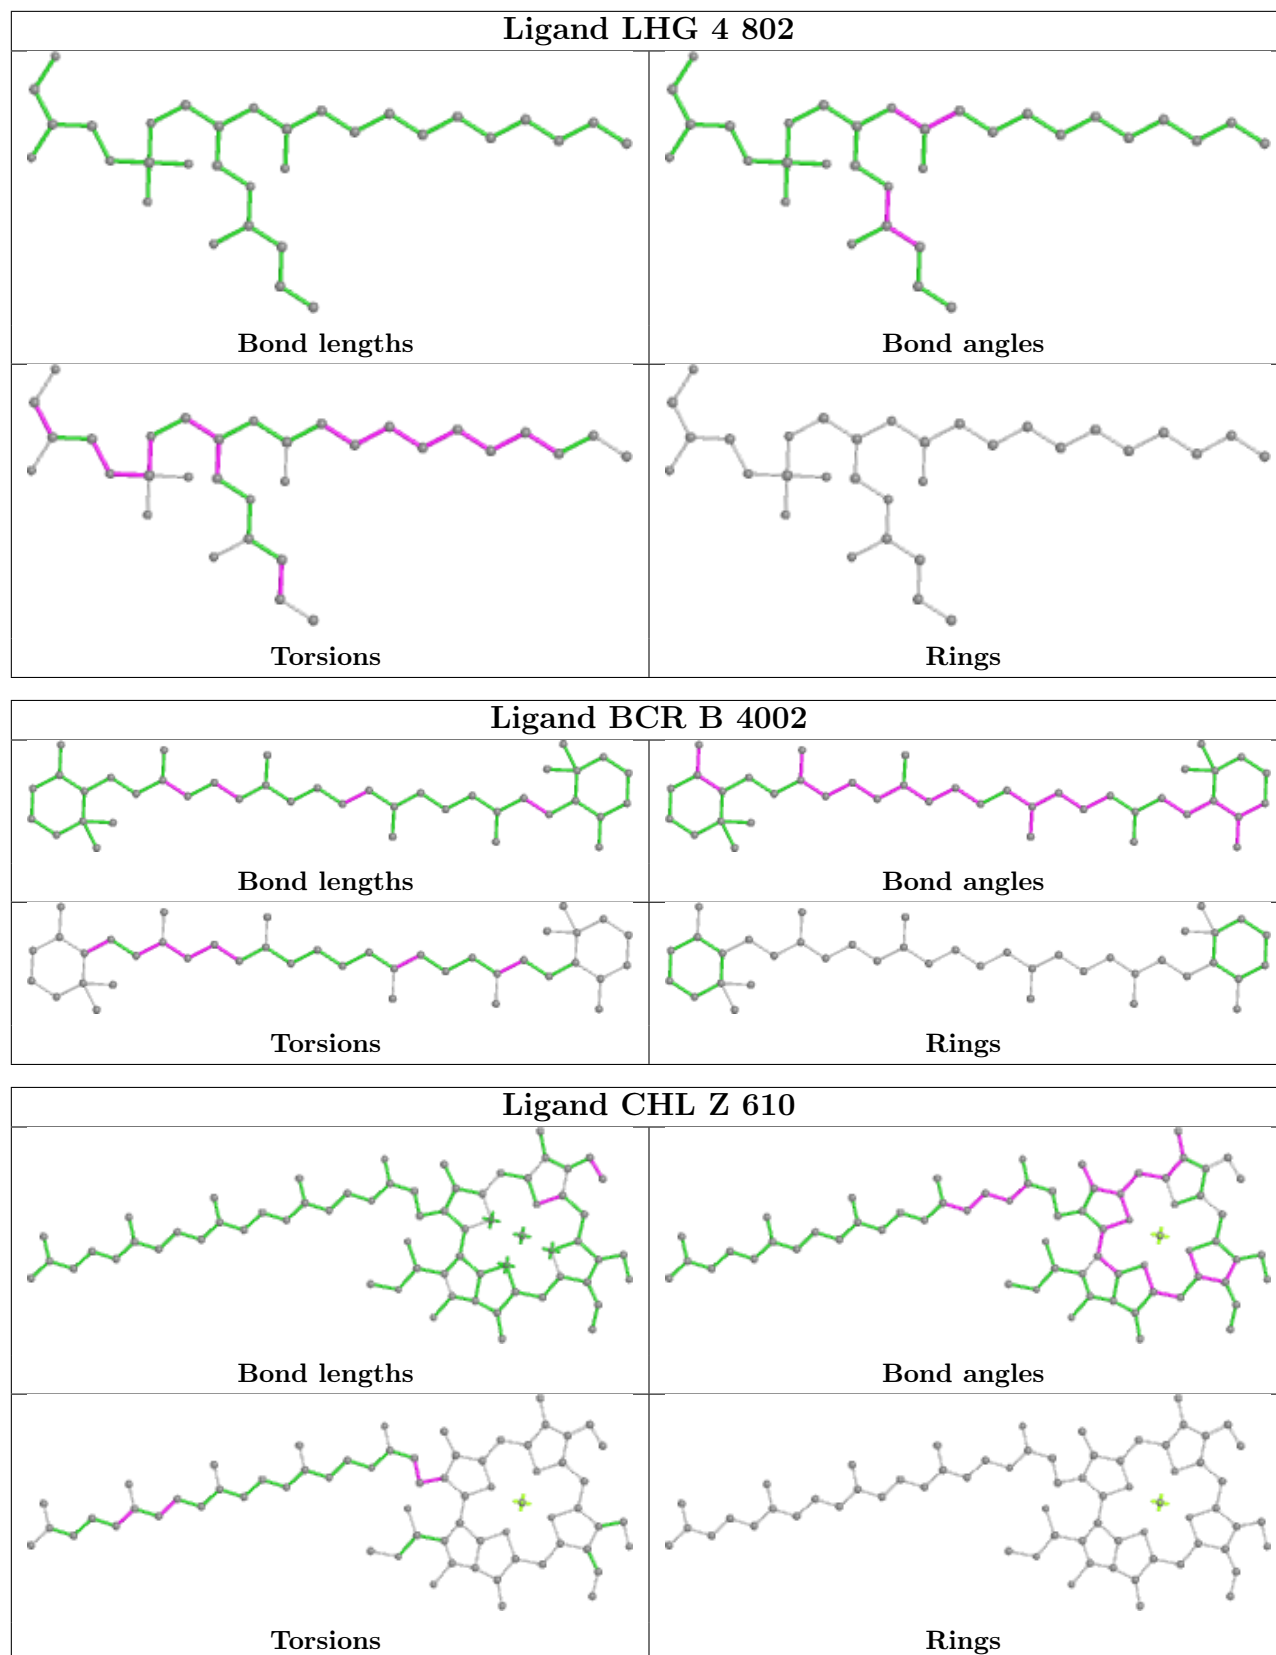 Ligand LHG 4 802
Bond lengths
Bond angles
Torsions
Rings
Ligand BCR B 4002
Bond lengths
Bond angles
Torsions
Rings
Ligand CHL Z 610
Bond lengths
Bond angles
Torsions
Rings